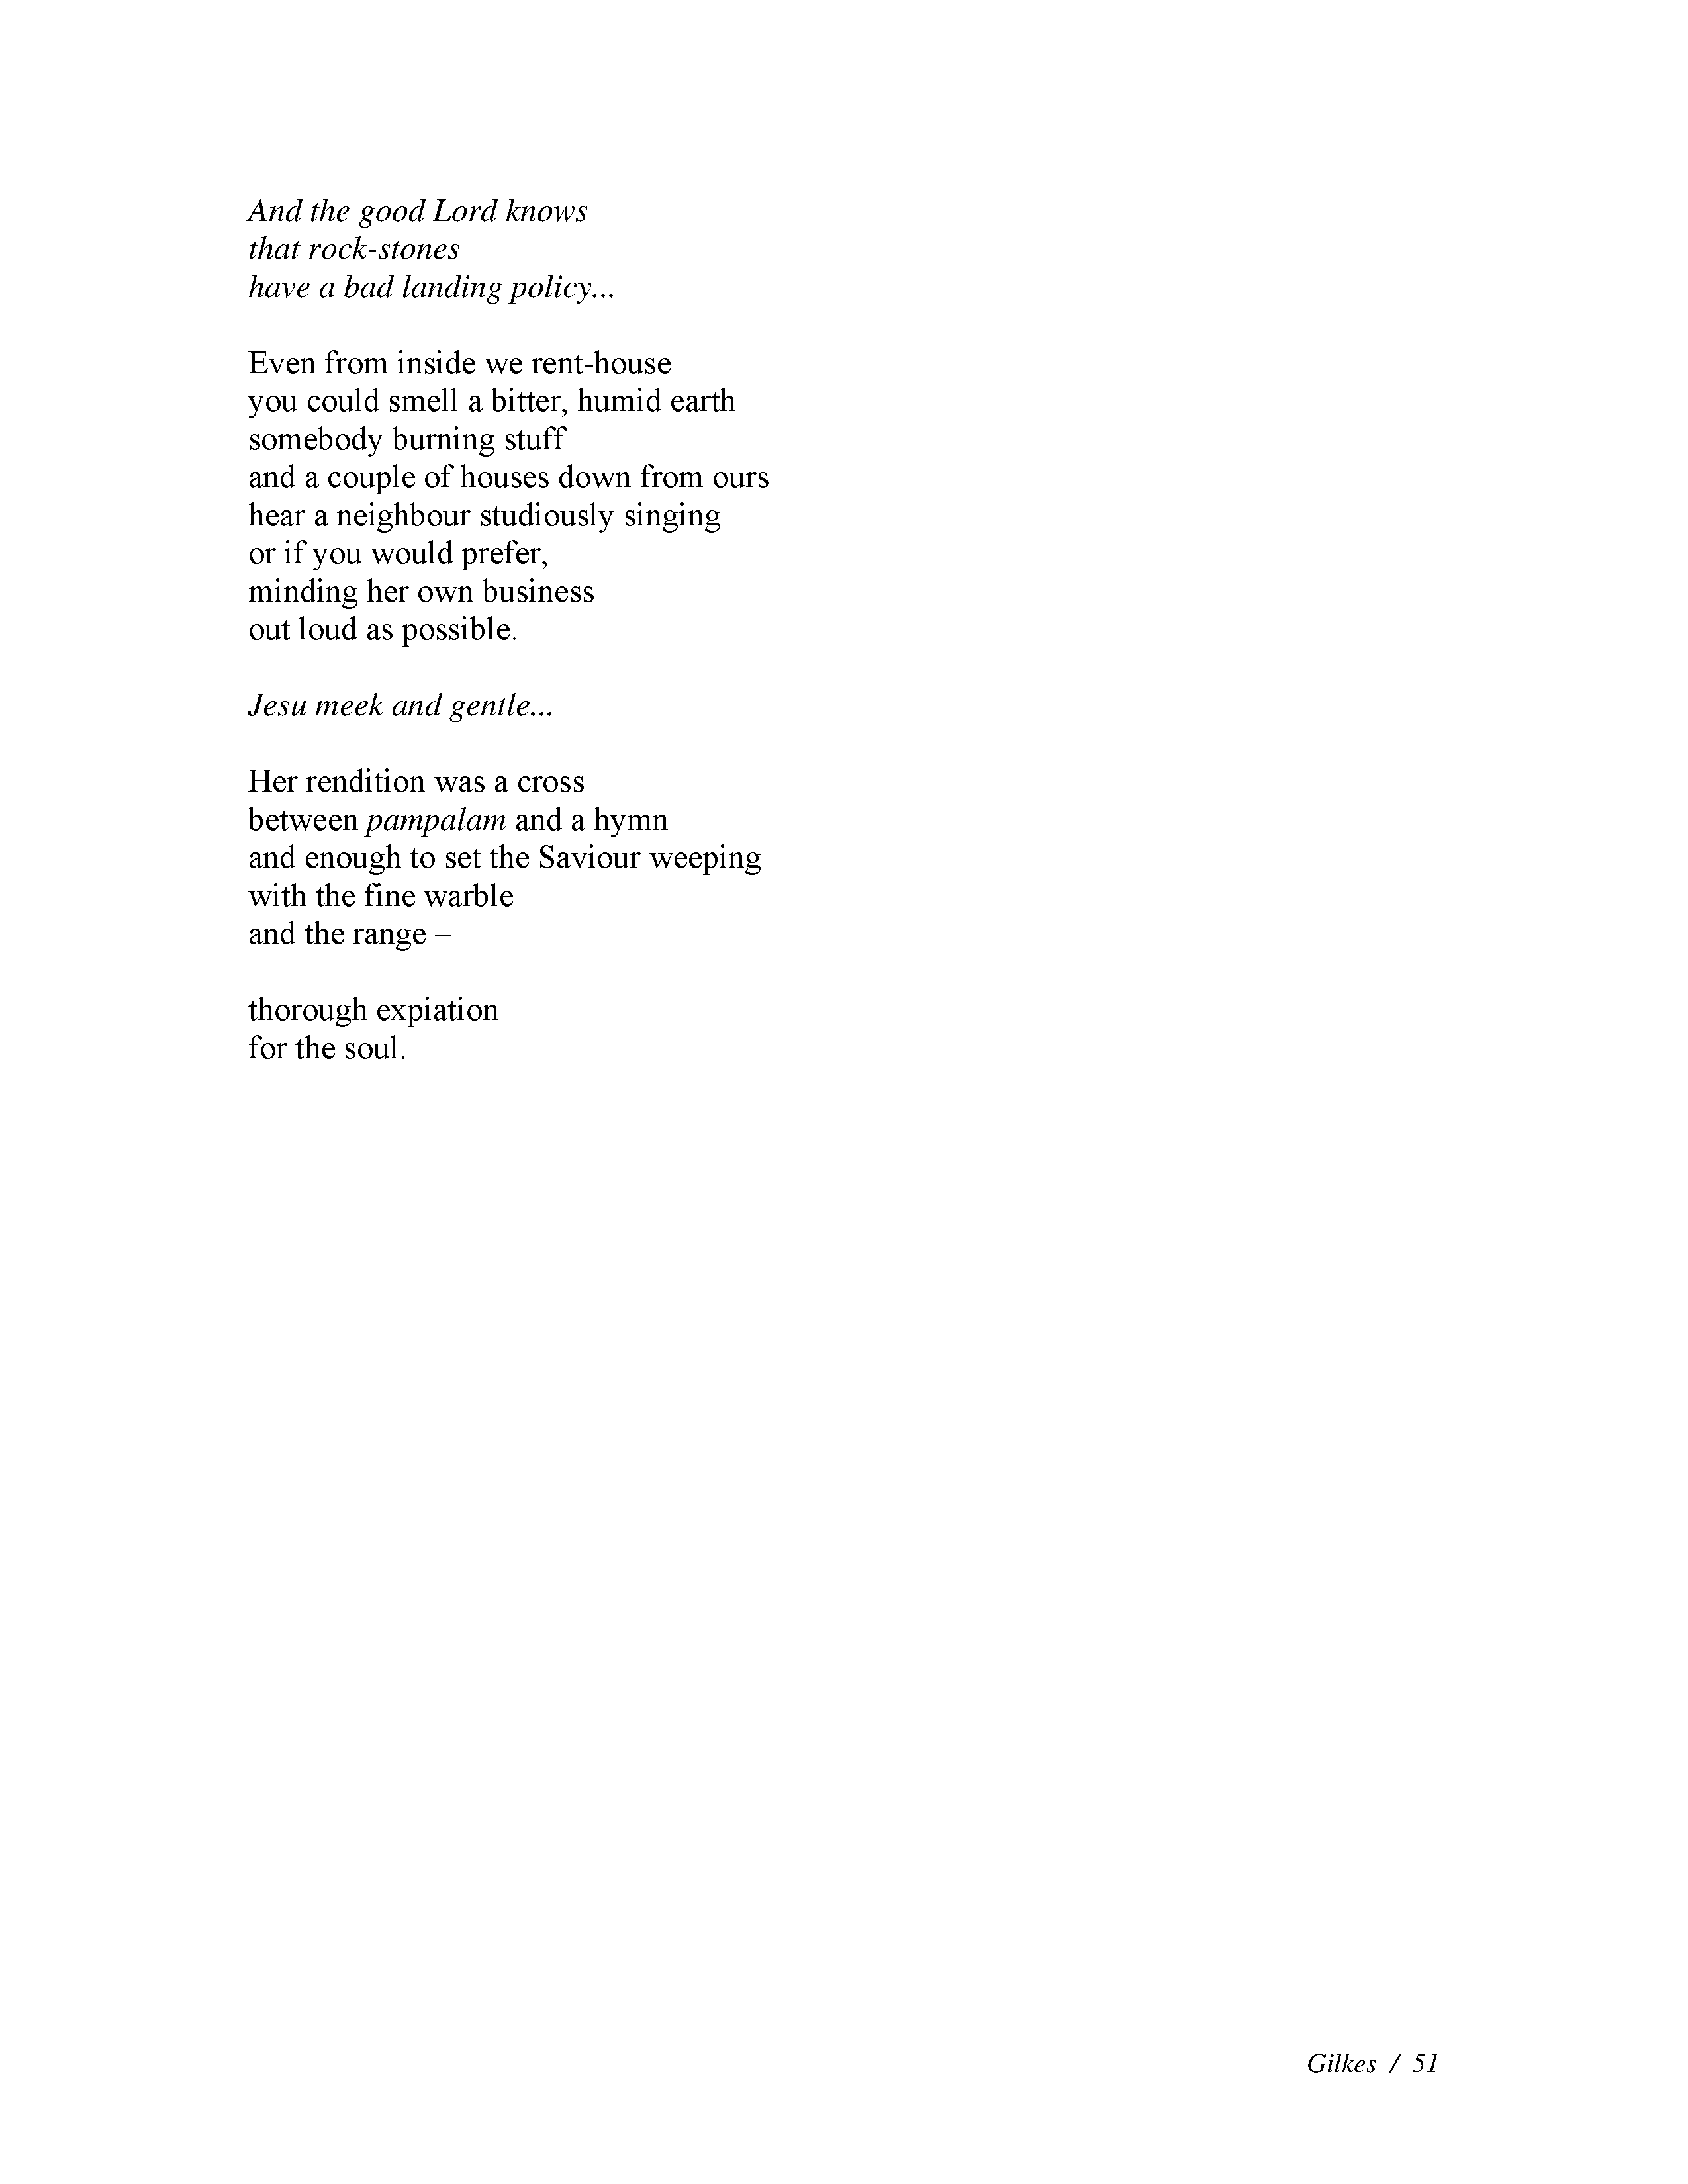 And the good Lord knows
that rock-stones
have a bad landing policy...
Even from inside we rent-house
you could smell a bitter, humid earth
somebody burning stuff
and a couple of houses down from ours
hear a neighbour studiously singing
or if you would prefer,
minding her own business
out loud as possible.
Jesu meek and gentle...
Her rendition was a cross
between pampalam and a hymn
and enough to set the Saviour weeping
with the fine warble
and the range –
thorough expiation
for the soul.
Gilkes / 51